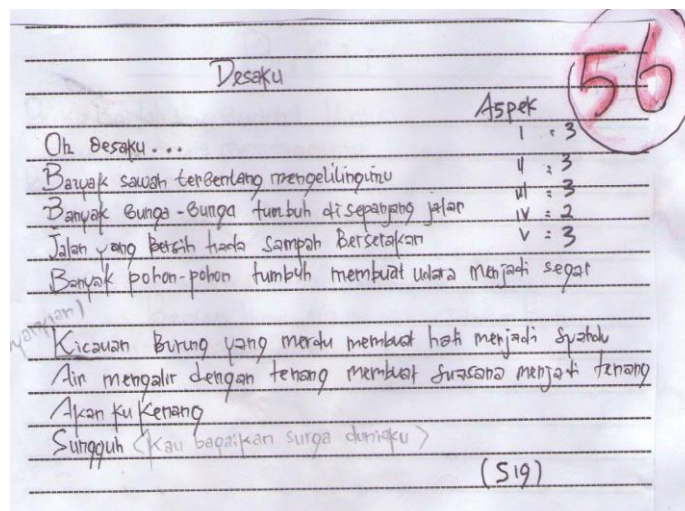 Desaku
56
Aspek
I : 3
Oh Desaku...
II : 3
Banyak sawah terbentang mengelilingimu
III : 3
Banyak Bunga-Bunga tumbuh disepanjang jalan
IV = 2
Jalan yang Bersih tiada sampah Berserakan
V : 3
Banyak pohon-pohon tumbuh membuat udara menjadi segar
Kicauan Burung yang merdu membuat hati menjadi syahdu
Air mengalir dengan tenang membuat suasana menjadi tenang
Akan ku kenang
Sungguh (kau bagaikan surga duniaku)
(S19)